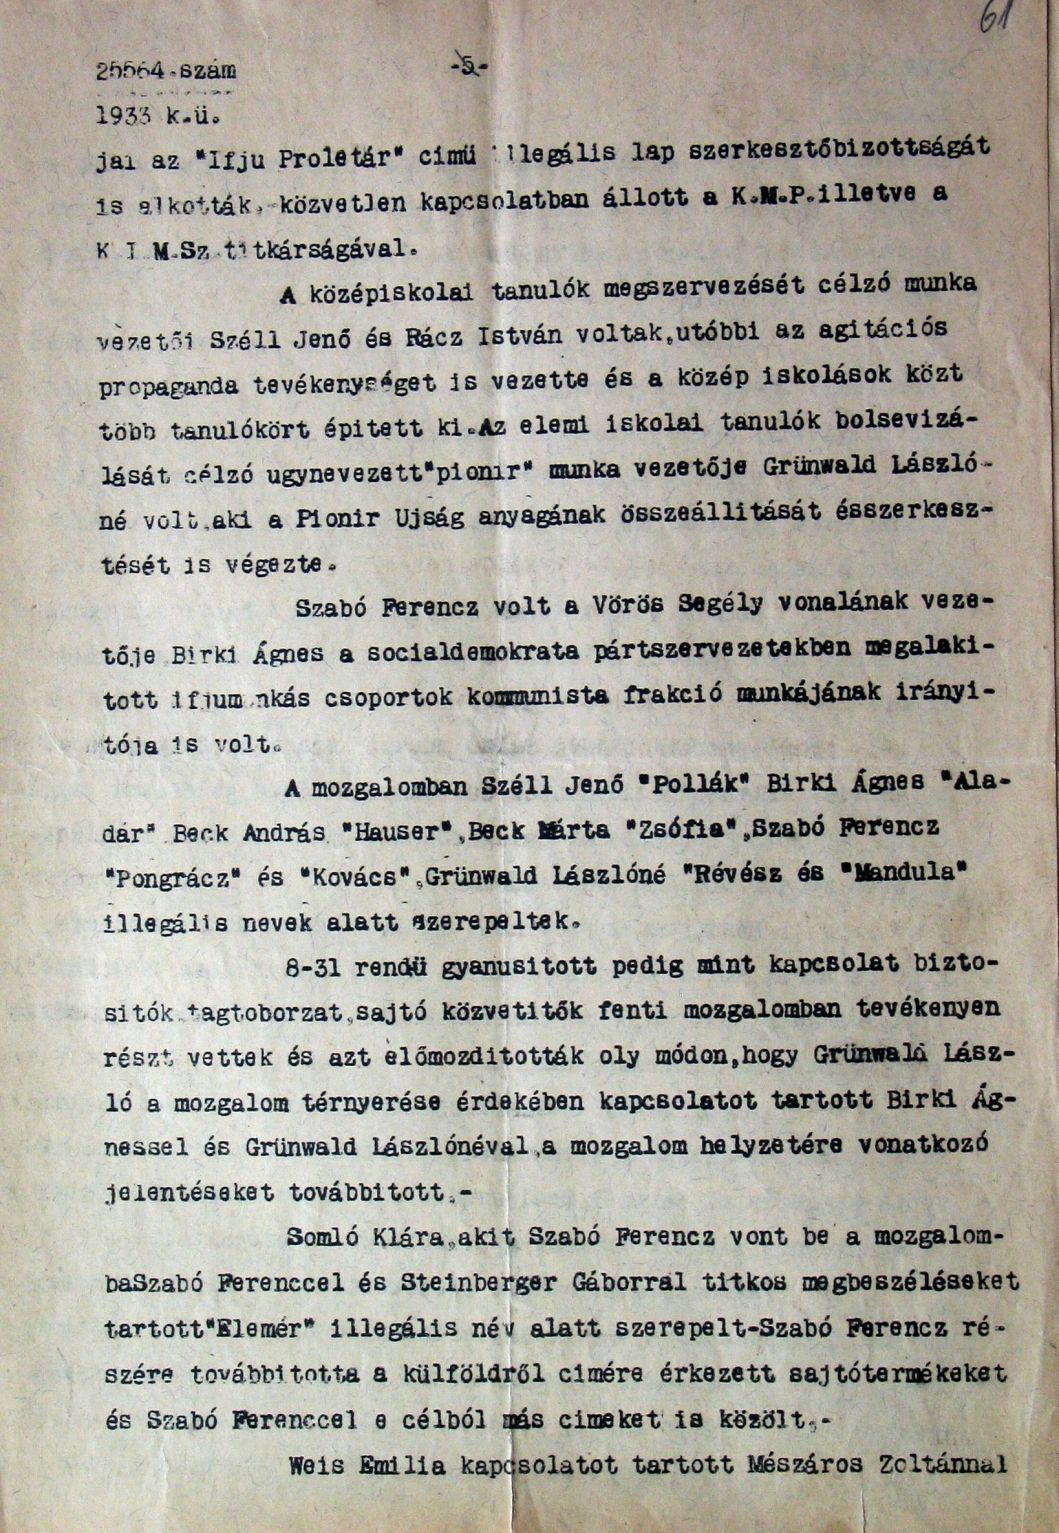 61
25564.szám
-5-
1933 k.ü.
jai az "Ifju Proletár" cimü illegális lap szerkesztőbizottságát
is alkották, közvetlen kapcsolatban állott a K.M.P.illetve a
K I M.Sz titkárságával.
A középiskolai tanulók megszervezését célzó munka
vezetői Széll Jenő és Rácz István voltak,utóbbi az agitációs
propaganda tevékenységet is vezette és a közép iskolások közt
több tanulókört épitett ki.Az elemi iskolai tanulók bolsevizá-
lását célzó ugynevezett"pionir" munka vezetője Grünwald László-
né volt,aki a Pionir Ujság anyagának összeállitását ésszerkesz-
tését is végezte.
Szabó Ferencz volt a Vörös Segély vonalának veze-
tője Birki Ágnes a socialdemokrata pártszervezetekben megalaki-
tott ifjumunkás csoportok kommunista frakció munkájának irányi-
tója is volt.
A mozgalomban Széll Jenő "Pollák" Birki Ágnes "Ala-
dár" Beck András "Hauser",Beck Márta "Zsófia",Szabó Ferencz
"Pongrácz" és "Kovács",Grünwald Lászlóné "Révész és "Mandula"
illegális nevek alatt szerepeltek.
8-31 rendü gyanusitott pedig mint kapcsolat bizto-
sitók tagtoborzat,sajtó közvetitők fenti mozgalomban tevékenyen
részt vettek és azt előmozditották oly módon,hogy Grünwald Lász-
ló a mozgalom térnyerése érdekében kapcsolatot tartott Birki Ág-
nessel és Grünwald Lászlónéval,a mozgalom helyzetére vonatkozó
jelentéseket továbbitott,-
Somló Klára,akit Szabó Ferencz vont be a mozgalom-
baSzabó Ferenccel és Steinberger Gáborral titkos megbeszéléseket
tartott"Elemér" illegális név alatt szerepelt-Szabó Ferencz ré-
szére továbbitotta a külföldről cimére érkezett sajtótermékeket
és Szabó Ferenccel e célból más cimeket is közölt,-
Weis Emilia kapcsolatot tartott Mészáros Zoltánnal